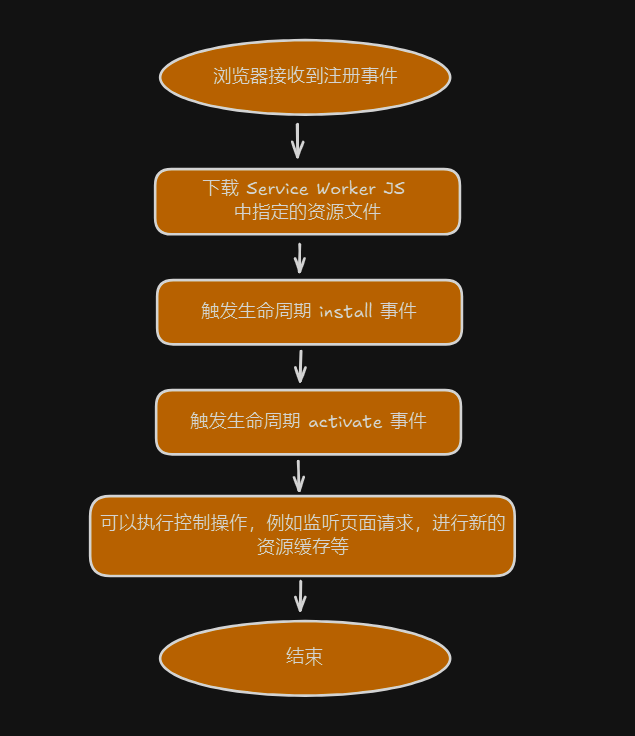 浏览器接收到注册事件
下载 Service Worker JS
中指定的资源文件
触发生命周期 install 事件
触发生命周期 activate 事件
可以执行控制操作，例如监听页面请求，进行新的
资源缓存等
结束